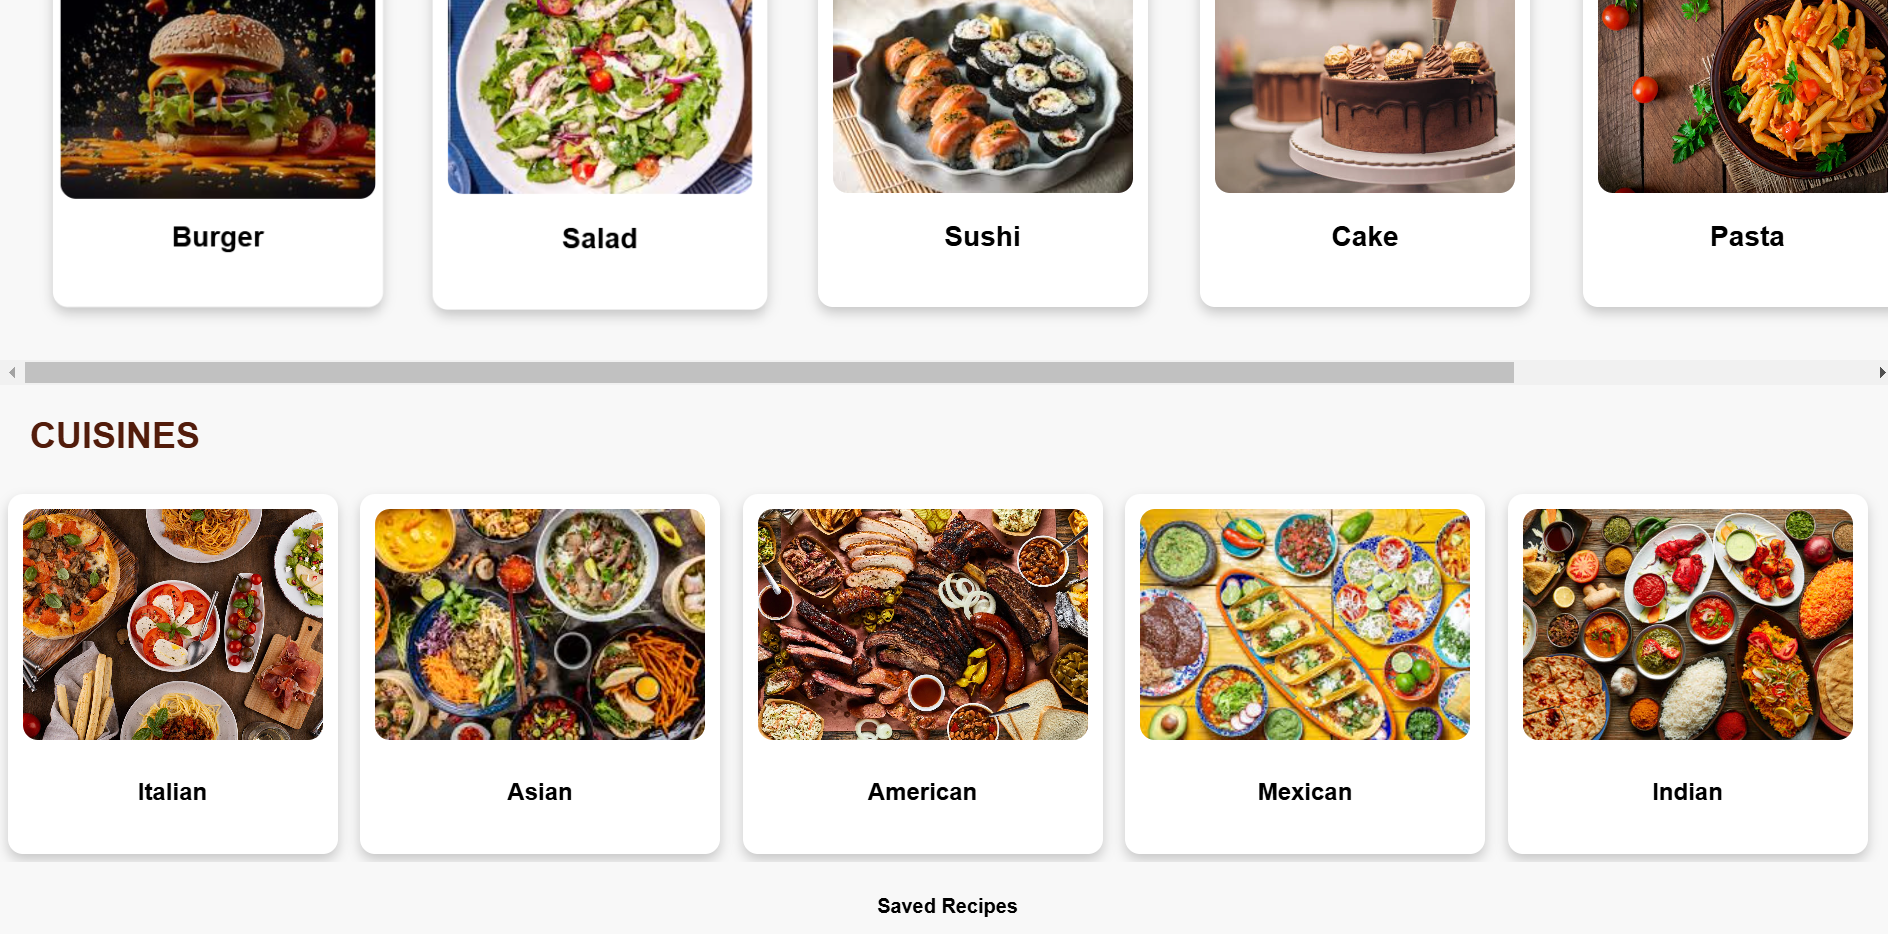 Burger
Salad
Sushi
Cake
Pasta
CUISINES
Italian
Asian
American
Mexican
Indian
Saved Recipes